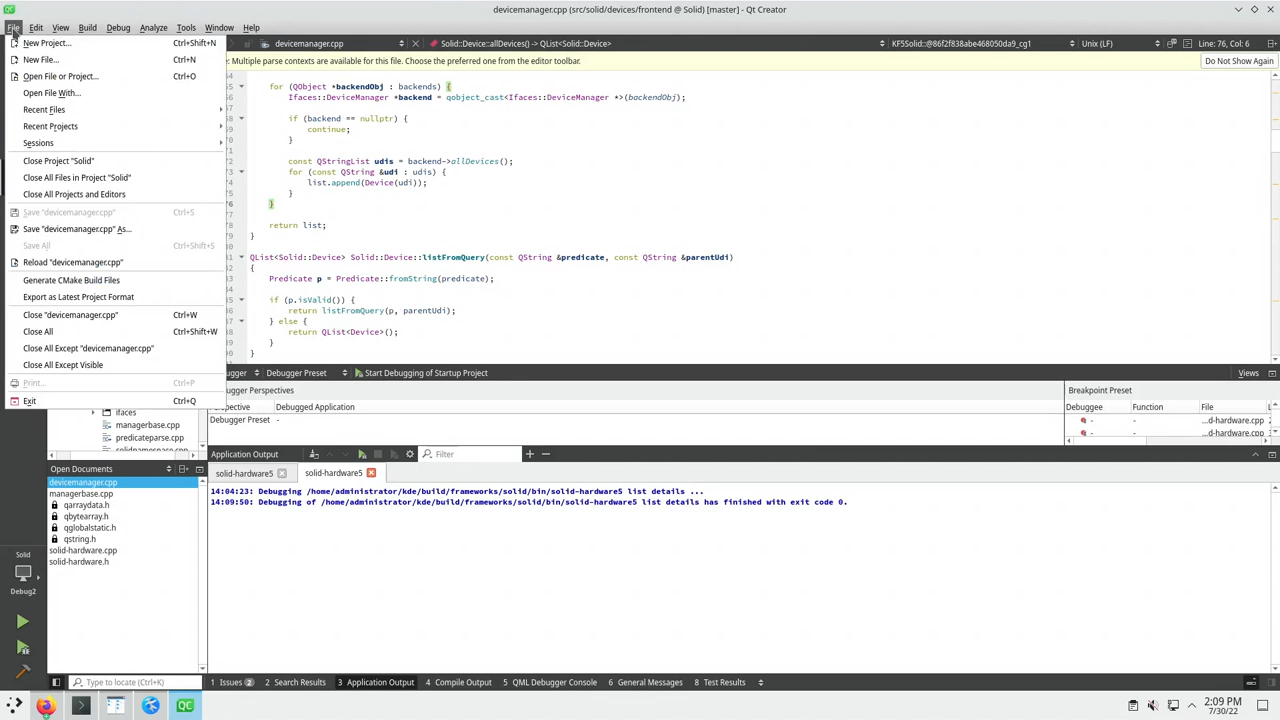 devicemanager.cpp (src/solid/devices/frontend @ Solid) [master] - Qt Creator
File Edit View Build Debug Analyze Tools Window Help
New Project... Ctrl+Shift+N
New File... Ctrl+N
Open File or Project... Ctrl+O
Open File With...
Recent Files
Recent Projects
Sessions
Close Project "Solid"
Close All Files in Project "Solid"
Close All Projects and Editors
Save "devicemanager.cpp" Ctrl+S
Save "devicemanager.cpp" As...
Save All Ctrl+Shift+S
Reload "devicemanager.cpp"
Generate CMake Build Files
Export as Latest Project Format
Close "devicemanager.cpp" Ctrl+W
Close All Ctrl+Shift+W
Close All Except "devicemanager.cpp"
Close All Except Visible
Print... Ctrl+P
Exit Ctrl+Q
devicemanager.cpp Solid::Device::allDevices() -> QList<Solid::Device> KF5Solid::@86f2f838abe468050da9_cg1 Unix (LF) Line: 76, Col: 6
Multiple parse contexts are available for this file. Choose the preferred one from the editor toolbar. Do Not Show Again
for (QObject *backendObj : backends) {
Ifaces::DeviceManager *backend = qobject_cast<Ifaces::DeviceManager *>(backendObj);
if (backend == nullptr) {
continue;
}
const QStringList udis = backend->allDevices();
for (const QString &udi : udis) {
list.append(Device(udi));
}
}
return list;
}
QList<Solid::Device> Solid::Device::listFromQuery(const QString &predicate, const QString &parentUdi)
{
Predicate p = Predicate::fromString(predicate);
if (p.isValid()) {
return listFromQuery(p, parentUdi);
} else {
return QList<Device>();
}
}
ugger Debugger Preset Start Debugging of Startup Project Views
ugger Perspectives Breakpoint Preset
erspective Debugged Application Debuggee Function File L
Debugger Preset - - - ...d-hardware.cpp
- - ...d-hardware.cpp
ifaces
managerbase.cpp
predicateparse.cpp
solidnamespace.cpp
Application Output Filter
solid-hardware5 solid-hardware5
14:04:23: Debugging /home/administrator/kde/build/frameworks/solid/bin/solid-hardware5 list details ...
14:09:50: Debugging of /home/administrator/kde/build/frameworks/solid/bin/solid-hardware5 list details has finished with exit code 0.
Open Documents
devicemanager.cpp
managerbase.cpp
qarraydata.h
qbytearray.h
qglobalstatic.h
qstring.h
solid-hardware.cpp
solid-hardware.h
Solid
Debug2
Type to locate (Ctrl+K) 1 Issues 2 2 Search Results 3 Application Output 4 Compile Output 5 QML Debugger Console 6 General Messages 8 Test Results
2:09 PM
7/30/22